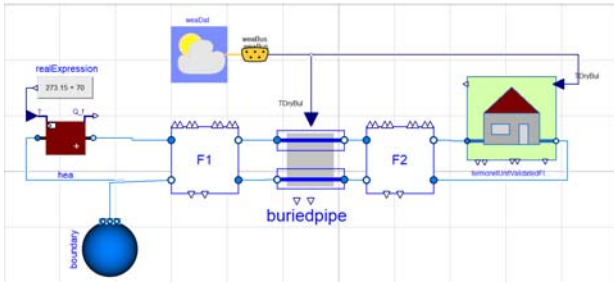 weaDat
weaBus
realExpression
273.15 + 70
TDryBul
TDryBul
T
Q_f
F1
F2
hea
buriedpipe
boundary